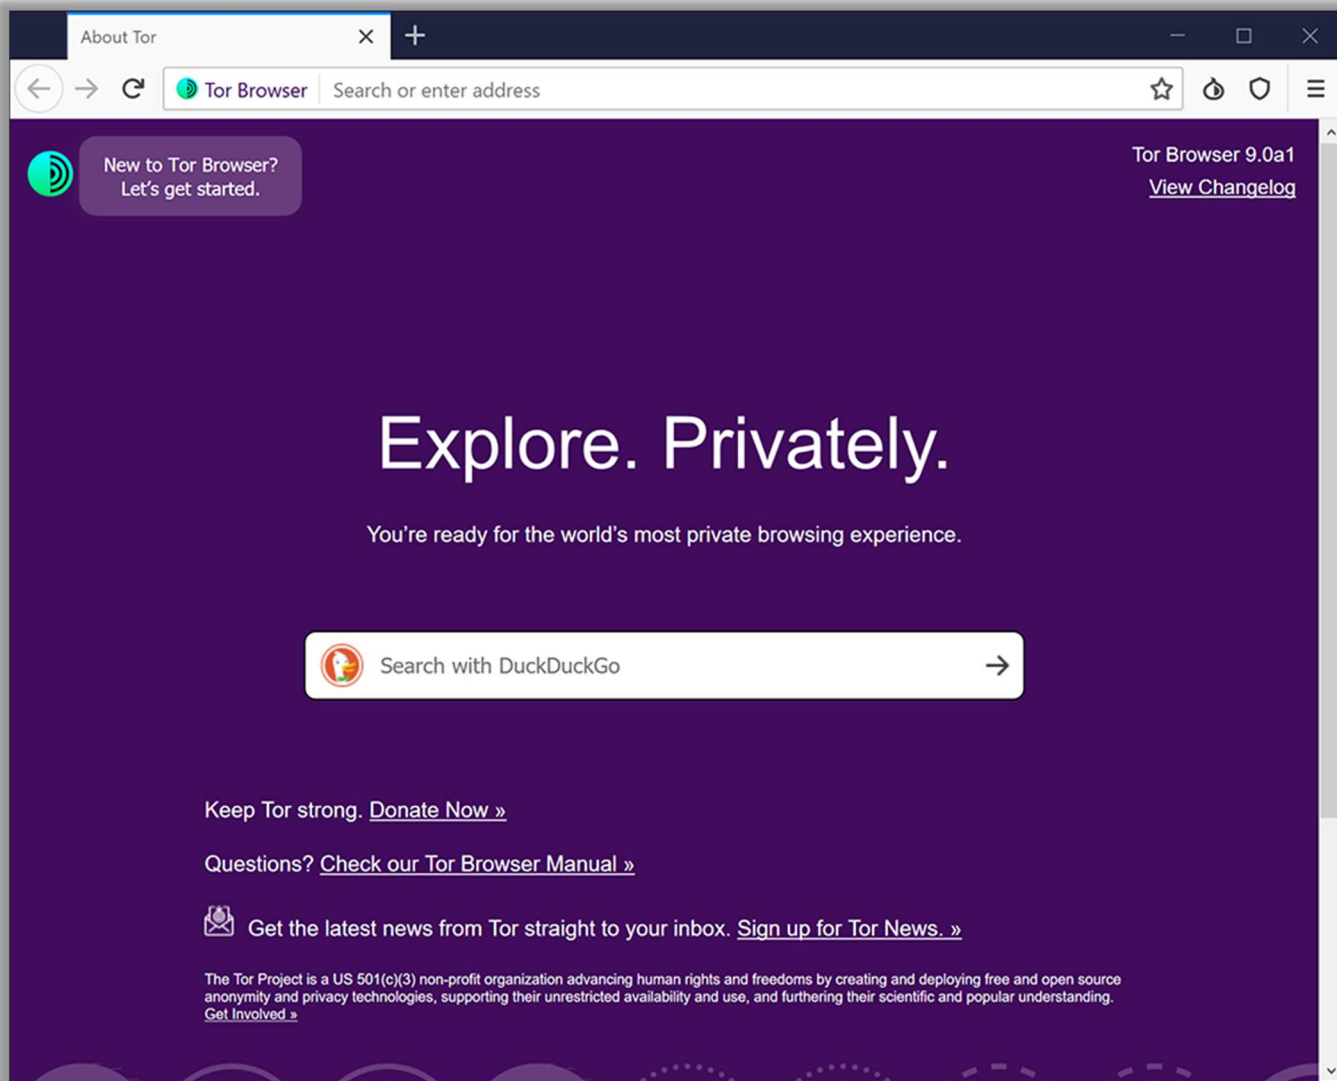 About Tor
Tor Browser Search or enter address
New to Tor Browser?
Let's get started.
Tor Browser 9.0a1
View Changelog
Explore. Privately.
You're ready for the world's most private browsing experience.
Search with DuckDuckGo
Keep Tor strong. Donate Now »
Questions? Check our Tor Browser Manual »
Get the latest news from Tor straight to your inbox. Sign up for Tor News. »
The Tor Project is a US 501(c)(3) non-profit organization advancing human rights and freedoms by creating and deploying free and open source
anonymity and privacy technologies, supporting their unrestricted availability and use, and furthering their scientific and popular understanding.
Get Involved »